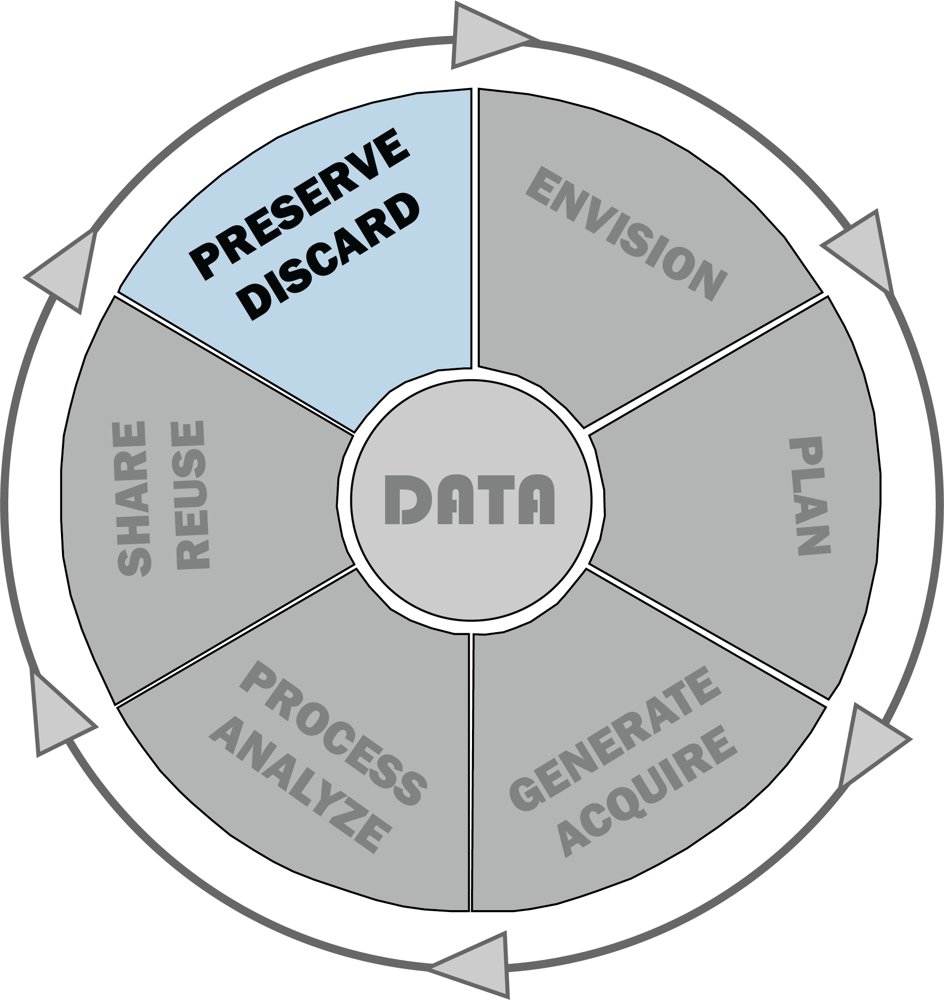 PRESERVE
DISCARD
ENVISION
PLAN
GENERATE
ACQUIRE
PROCESS
ANALYZE
SHARE
REUSE
DATA